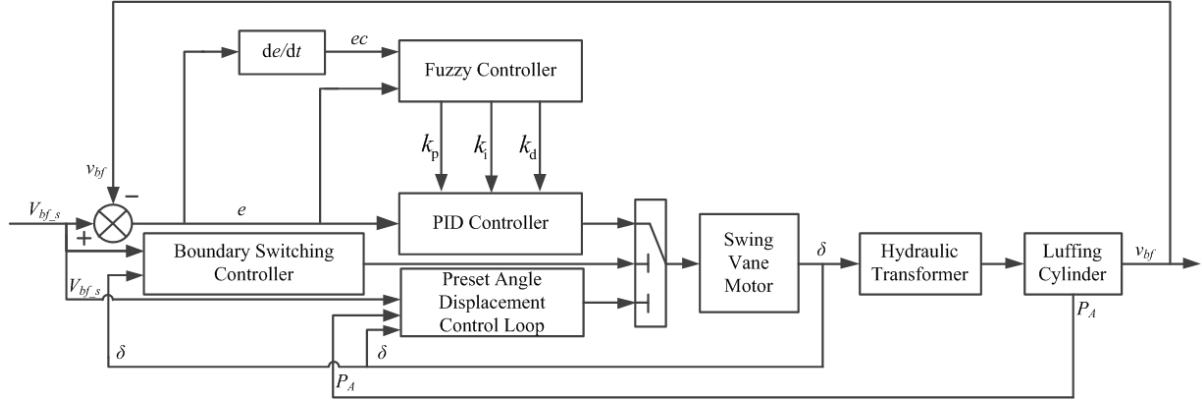 de/dt
ec
Fuzzy Controller
k_p
k_i
k_d
v_bf
−
V_bf_s
+
e
PID Controller
Boundary Switching
Controller
V_bf_s
Preset Angle
Displacement
Control Loop
Swing
Vane
Motor
δ
Hydraulic
Transformer
Luffing
Cylinder
v_bf
P_A
δ
δ
P_A